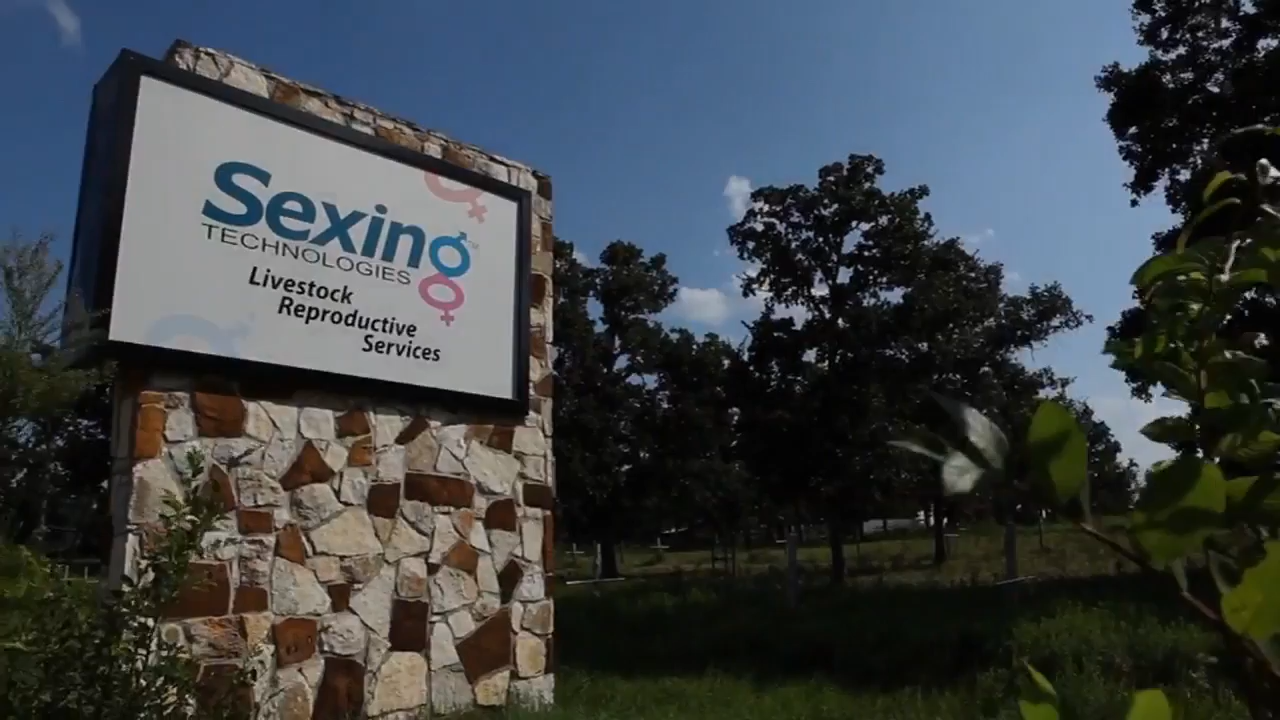 Sexing
TECHNOLOGIES
Livestock
Reproductive
Services